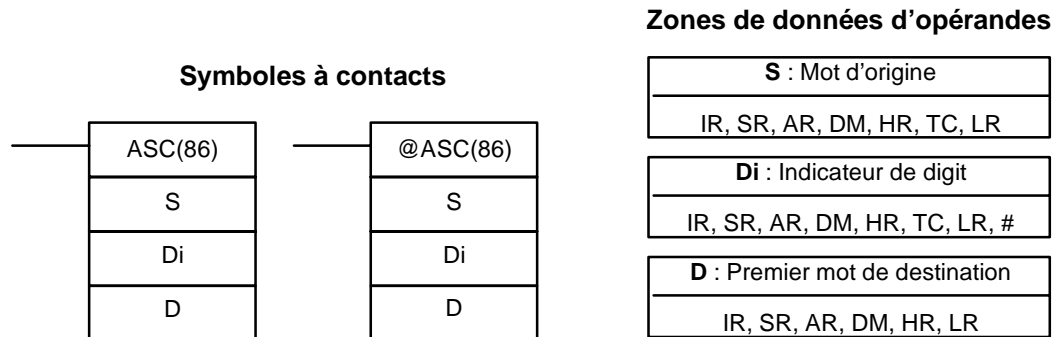 Zones de données d'opérandes
Symboles à contacts
S : Mot d'origine
IR, SR, AR, DM, HR, TC, LR
ASC(86)
@ASC(86)
Di : Indicateur de digit
S
S
IR, SR, AR, DM, HR, TC, LR, #
Di
Di
D : Premier mot de destination
D
D
IR, SR, AR, DM, HR, LR